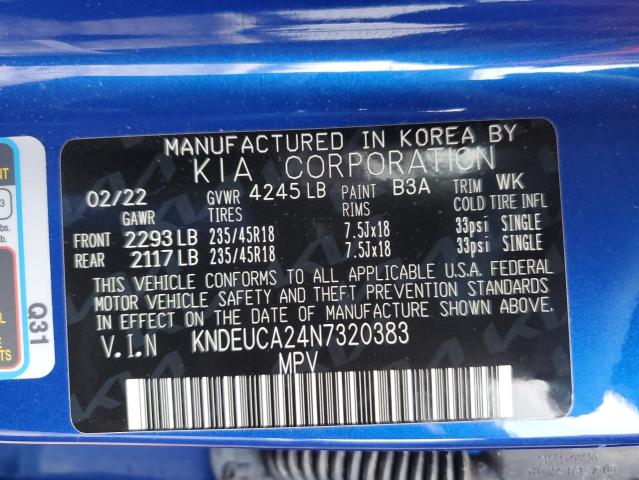 MANUFACTURED IN KOREA BY
KIA CORPORATION
02/22 GVWR 4245 LB PAINT B3A TRIM WK
GAWR TIRES RIMS COLD TIRE INFL
FRONT 2293 LB 235/45R18 7.5Jx18 33psi SINGLE
REAR 2117 LB 235/45R18 7.5Jx18 33psi SINGLE
THIS VEHICLE CONFORMS TO ALL APPLICABLE U.S.A. FEDERAL
MOTOR VEHICLE SAFETY AND THEFT PREVENTION STANDARDS
IN EFFECT ON THE DATE OF MANUFACTURE SHOWN ABOVE.
V.I.N KNDEUCA24N7320383
MPV
Q31